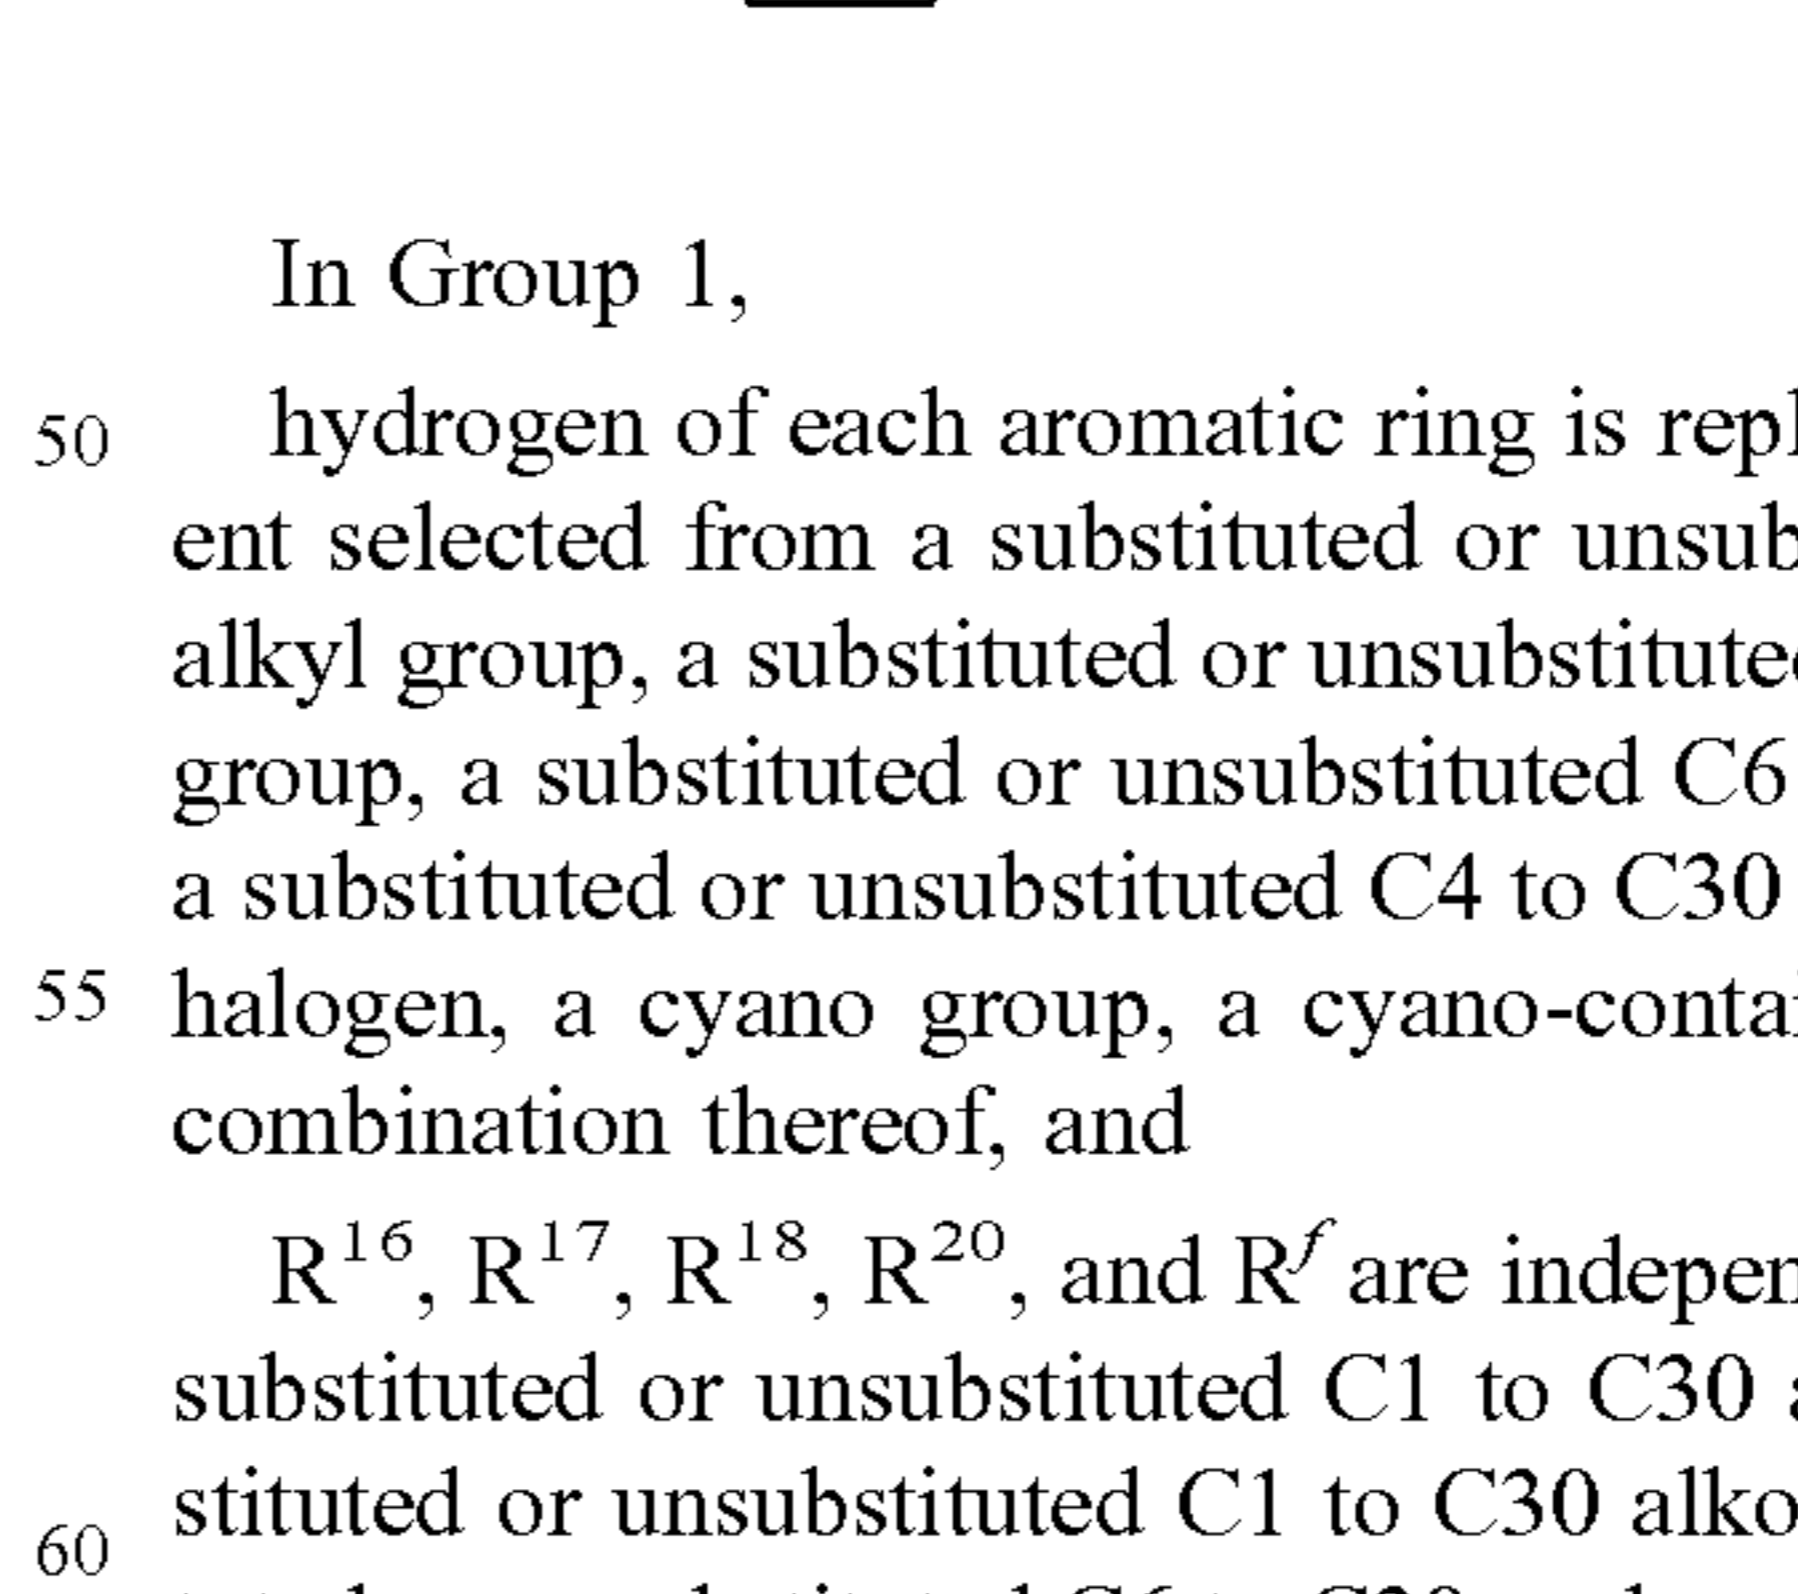 In Group 1,
50 hydrogen of each aromatic ring is repl
ent selected from a substituted or unsub
alkyl group, a substituted or unsubstituted
group, a substituted or unsubstituted C6
a substituted or unsubstituted C4 to C30
55 halogen, a cyano group, a cyano-contai
combination thereof, and
R¹⁶, R¹⁷, R¹⁸, R²⁰, and Rᶠ are indepen
substituted or unsubstituted C1 to C30 a
60 stituted or unsubstituted C1 to C30 alko